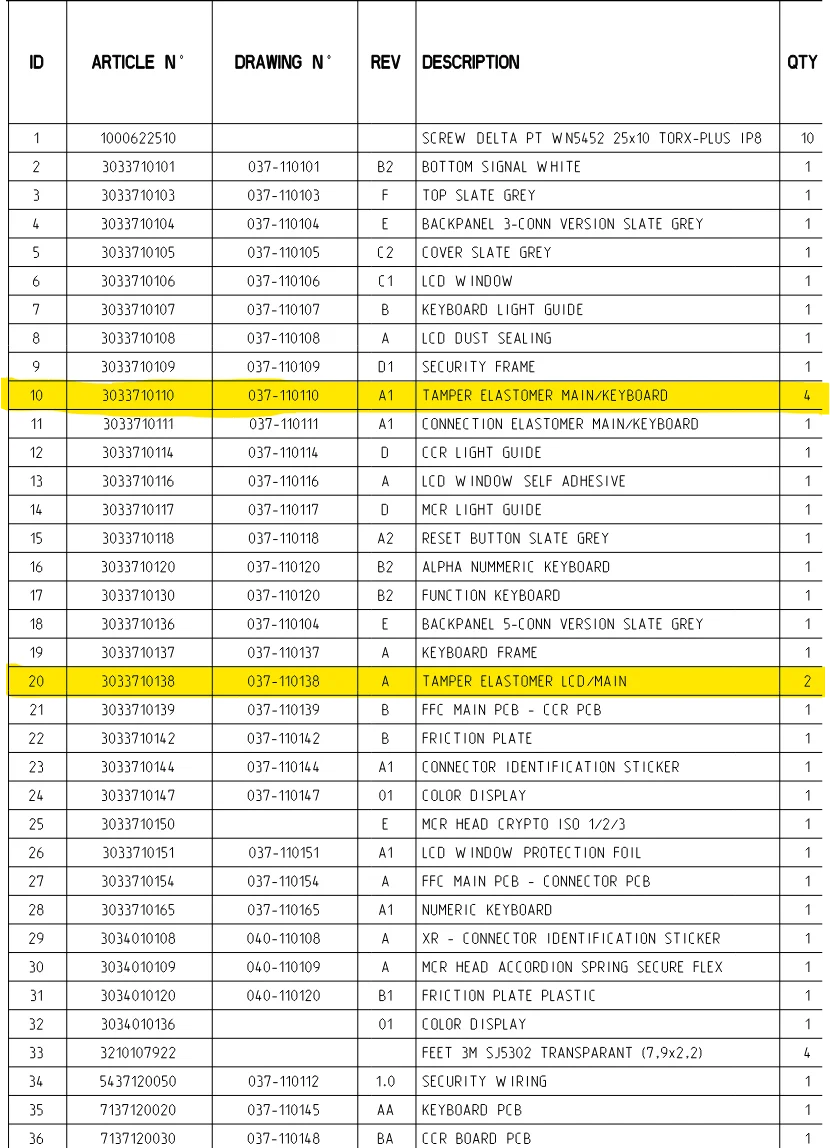 ID ARTICLE N° DRAWING N° REV DESCRIPTION QTY
1 1000622510 SCREW DELTA PT WN5452 25x10 TORX-PLUS IP8 10
2 3033710101 037-110101 B2 BOTTOM SIGNAL WHITE 1
3 3033710103 037-110103 F TOP SLATE GREY 1
4 3033710104 037-110104 E BACKPANEL 3-CONN VERSION SLATE GREY 1
5 3033710105 037-110105 C2 COVER SLATE GREY 1
6 3033710106 037-110106 C1 LCD WINDOW 1
7 3033710107 037-110107 B KEYBOARD LIGHT GUIDE 1
8 3033710108 037-110108 A LCD DUST SEALING 1
9 3033710109 037-110109 D1 SECURITY FRAME 1
10 3033710110 037-110110 A1 TAMPER ELASTOMER MAIN/KEYBOARD 4
11 3033710111 037-110111 A1 CONNECTION ELASTOMER MAIN/KEYBOARD 1
12 3033710114 037-110114 D CCR LIGHT GUIDE 1
13 3033710116 037-110116 A LCD WINDOW SELF ADHESIVE 1
14 3033710117 037-110117 D MCR LIGHT GUIDE 1
15 3033710118 037-110118 A2 RESET BUTTON SLATE GREY 1
16 3033710120 037-110120 B2 ALPHA NUMMERIC KEYBOARD 1
17 3033710130 037-110120 B2 FUNCTION KEYBOARD 1
18 3033710136 037-110104 E BACKPANEL 5-CONN VERSION SLATE GREY 1
19 3033710137 037-110137 A KEYBOARD FRAME 1
20 3033710138 037-110138 A TAMPER ELASTOMER LCD/MAIN 2
21 3033710139 037-110139 B FFC MAIN PCB - CCR PCB 1
22 3033710142 037-110142 B FRICTION PLATE 1
23 3033710144 037-110144 A1 CONNECTOR IDENTIFICATION STICKER 1
24 3033710147 037-110147 01 COLOR DISPLAY 1
25 3033710150 E MCR HEAD CRYPTO ISO 1/2/3 1
26 3033710151 037-110151 A1 LCD WINDOW PROTECTION FOIL 1
27 3033710154 037-110154 A FFC MAIN PCB - CONNECTOR PCB 1
28 3033710165 037-110165 A1 NUMERIC KEYBOARD 1
29 3034010108 040-110108 A XR - CONNECTOR IDENTIFICATION STICKER 1
30 3034010109 040-110109 A MCR HEAD ACCORDION SPRING SECURE FLEX 1
31 3034010120 040-110120 B1 FRICTION PLATE PLASTIC 1
32 3034010136 01 COLOR DISPLAY 1
33 3210107922 FEET 3M SJ5302 TRANSPARANT (7,9x2,2) 4
34 5437120050 037-110112 1.0 SECURITY WIRING 1
35 7137120020 037-110145 AA KEYBOARD PCB 1
36 7137120030 037-110148 BA CCR BOARD PCB 1